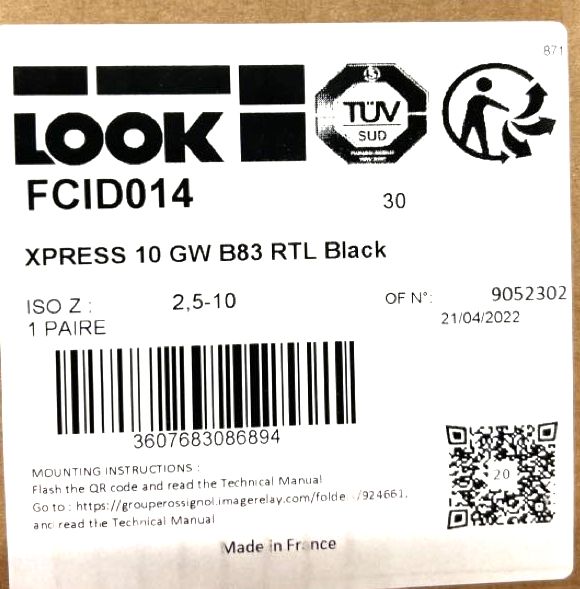 871
LOOK
TÜV
SUD
FCID014
30
XPRESS 10 GW B83 RTL Black
ISO Z : 2,5-10 OF N°: 9052302
1 PAIRE 21/04/2022
3607683086894
MOUNTING INSTRUCTIONS :
Flash the QR code and read the Technical Manual
Go to : https://grouperossignol.imagerelay.com/folde /924661.
and read the Technical Manual
20
Made in France